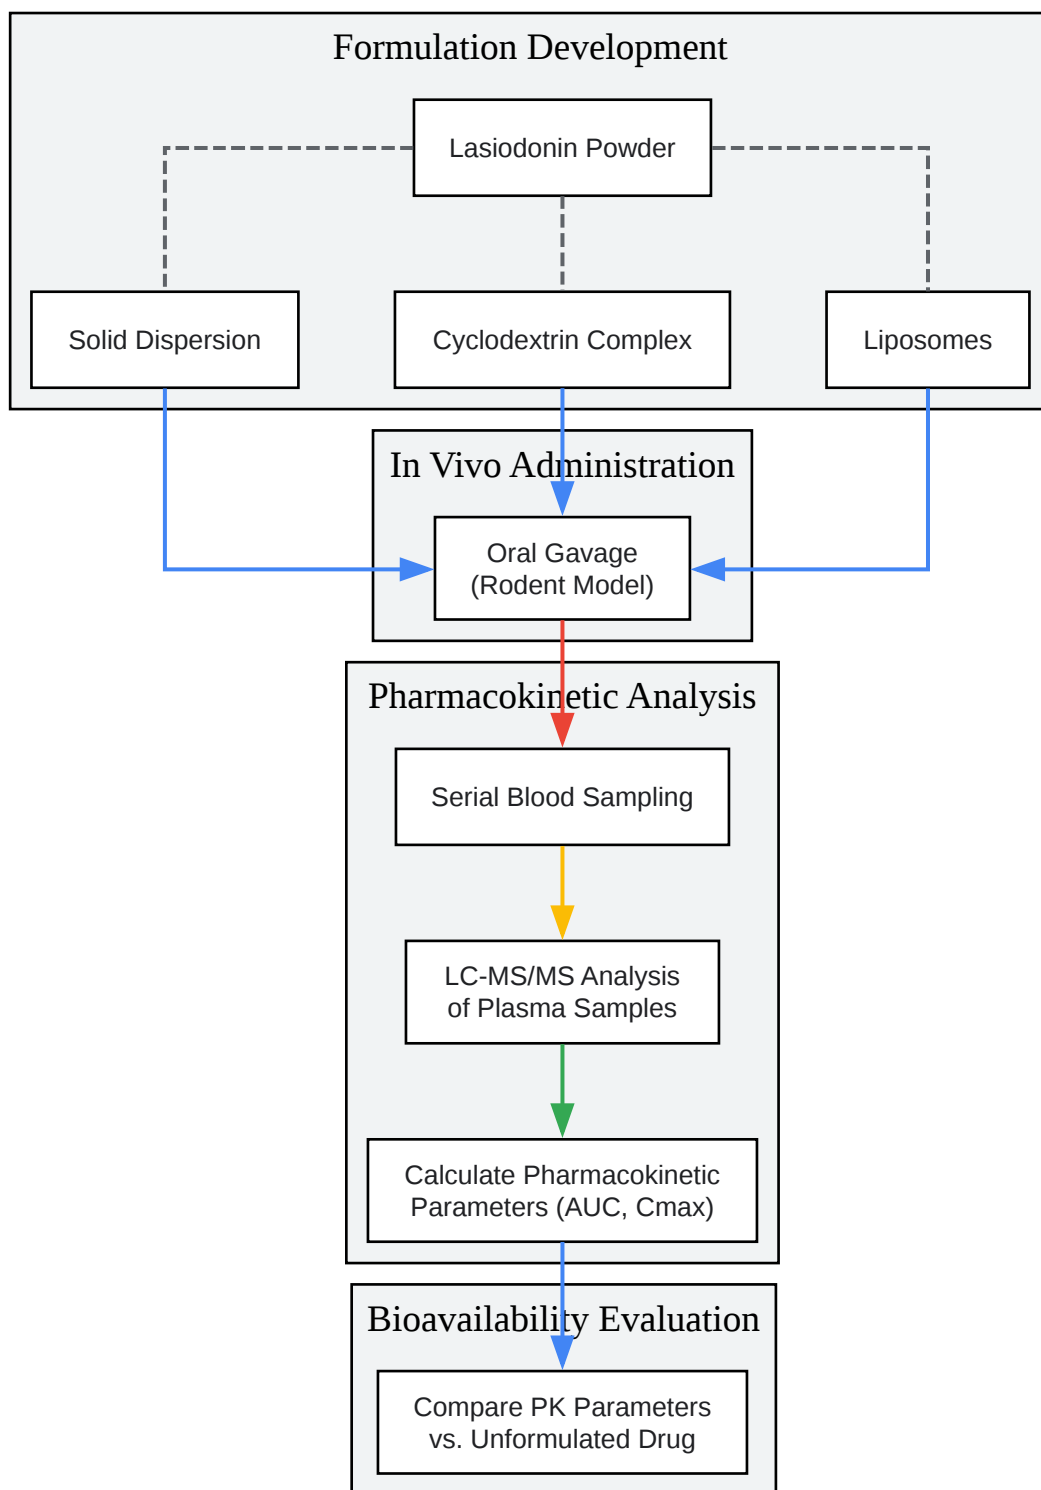 Formulation Development
Lasiodonin Powder
Solid Dispersion
Cyclodextrin Complex
Liposomes
In Vivo Administration
Oral Gavage
(Rodent Model)
Pharmacokinetic Analysis
Serial Blood Sampling
LC-MS/MS Analysis
of Plasma Samples
Calculate Pharmacokinetic
Parameters (AUC, Cmax)
Bioavailability Evaluation
Compare PK Parameters
vs. Unformulated Drug